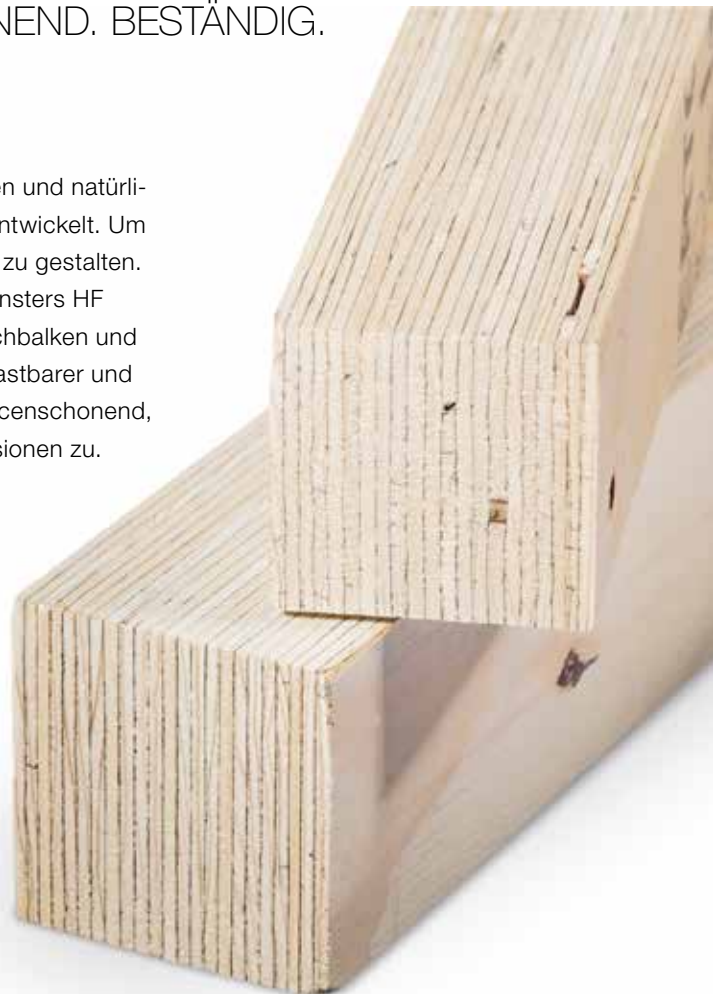 NEND. BESTÄNDIG.
en und natürli-
ntwickelt. Um
zu gestalten.
nsters HF
chbalken und
astbarer und
censchonend,
sionen zu.